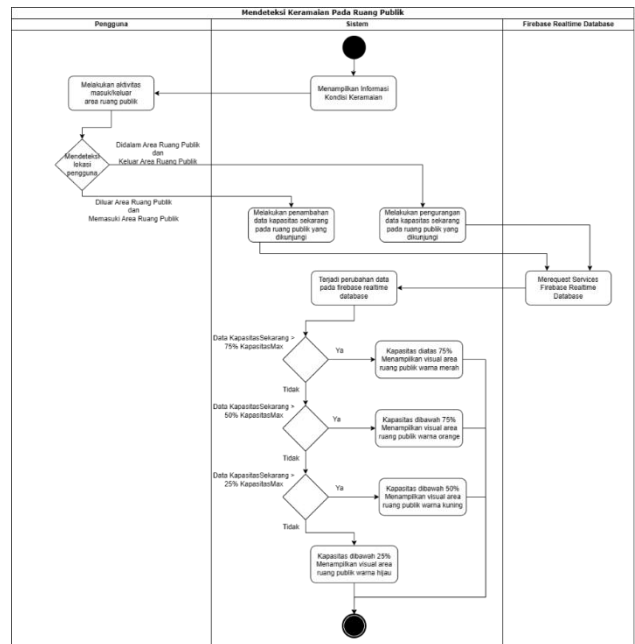 Mendeteksi Keramaian Pada Ruang Publik
Pengguna
Sistem
Firebase Realtime Database
Menampilkan Informasi
Kondisi Keramaian
Melakukan aktivitas
masuk/keluar
area ruang publik
Mendeteksi
lokasi
pengguna
Didalam Area Ruang Publik
dan
Keluar Area Ruang Publik
Diluar Area Ruang Publik
dan
Memasuki Area Ruang Publik
Melakukan penambahan
data kapasitas sekarang
pada ruang publik yang
dikunjungi
Melakukan pengurangan
data kapasitas sekarang
pada ruang publik yang
dikunjungi
Merequest Services
Firebase Realtime
Database
Terjadi perubahan data
pada firebase realtime
database
Data KapasitasSekarang >
75% KapasitasMax
Ya
Kapasitas diatas 75%
Menampilkan visual area
ruang publik warna merah
Tidak
Data KapasitasSekarang >
50% KapasitasMax
Ya
Kapasitas dibawah 75%
Menampilkan visual area
ruang publik warna orange
Tidak
Data KapasitasSekarang >
25% KapasitasMax
Ya
Kapasitas dibawah 50%
Menampilkan visual area
ruang publik warna kuning
Tidak
Kapasitas dibawah 25%
Menampilkan visual area
ruang publik warna hijau